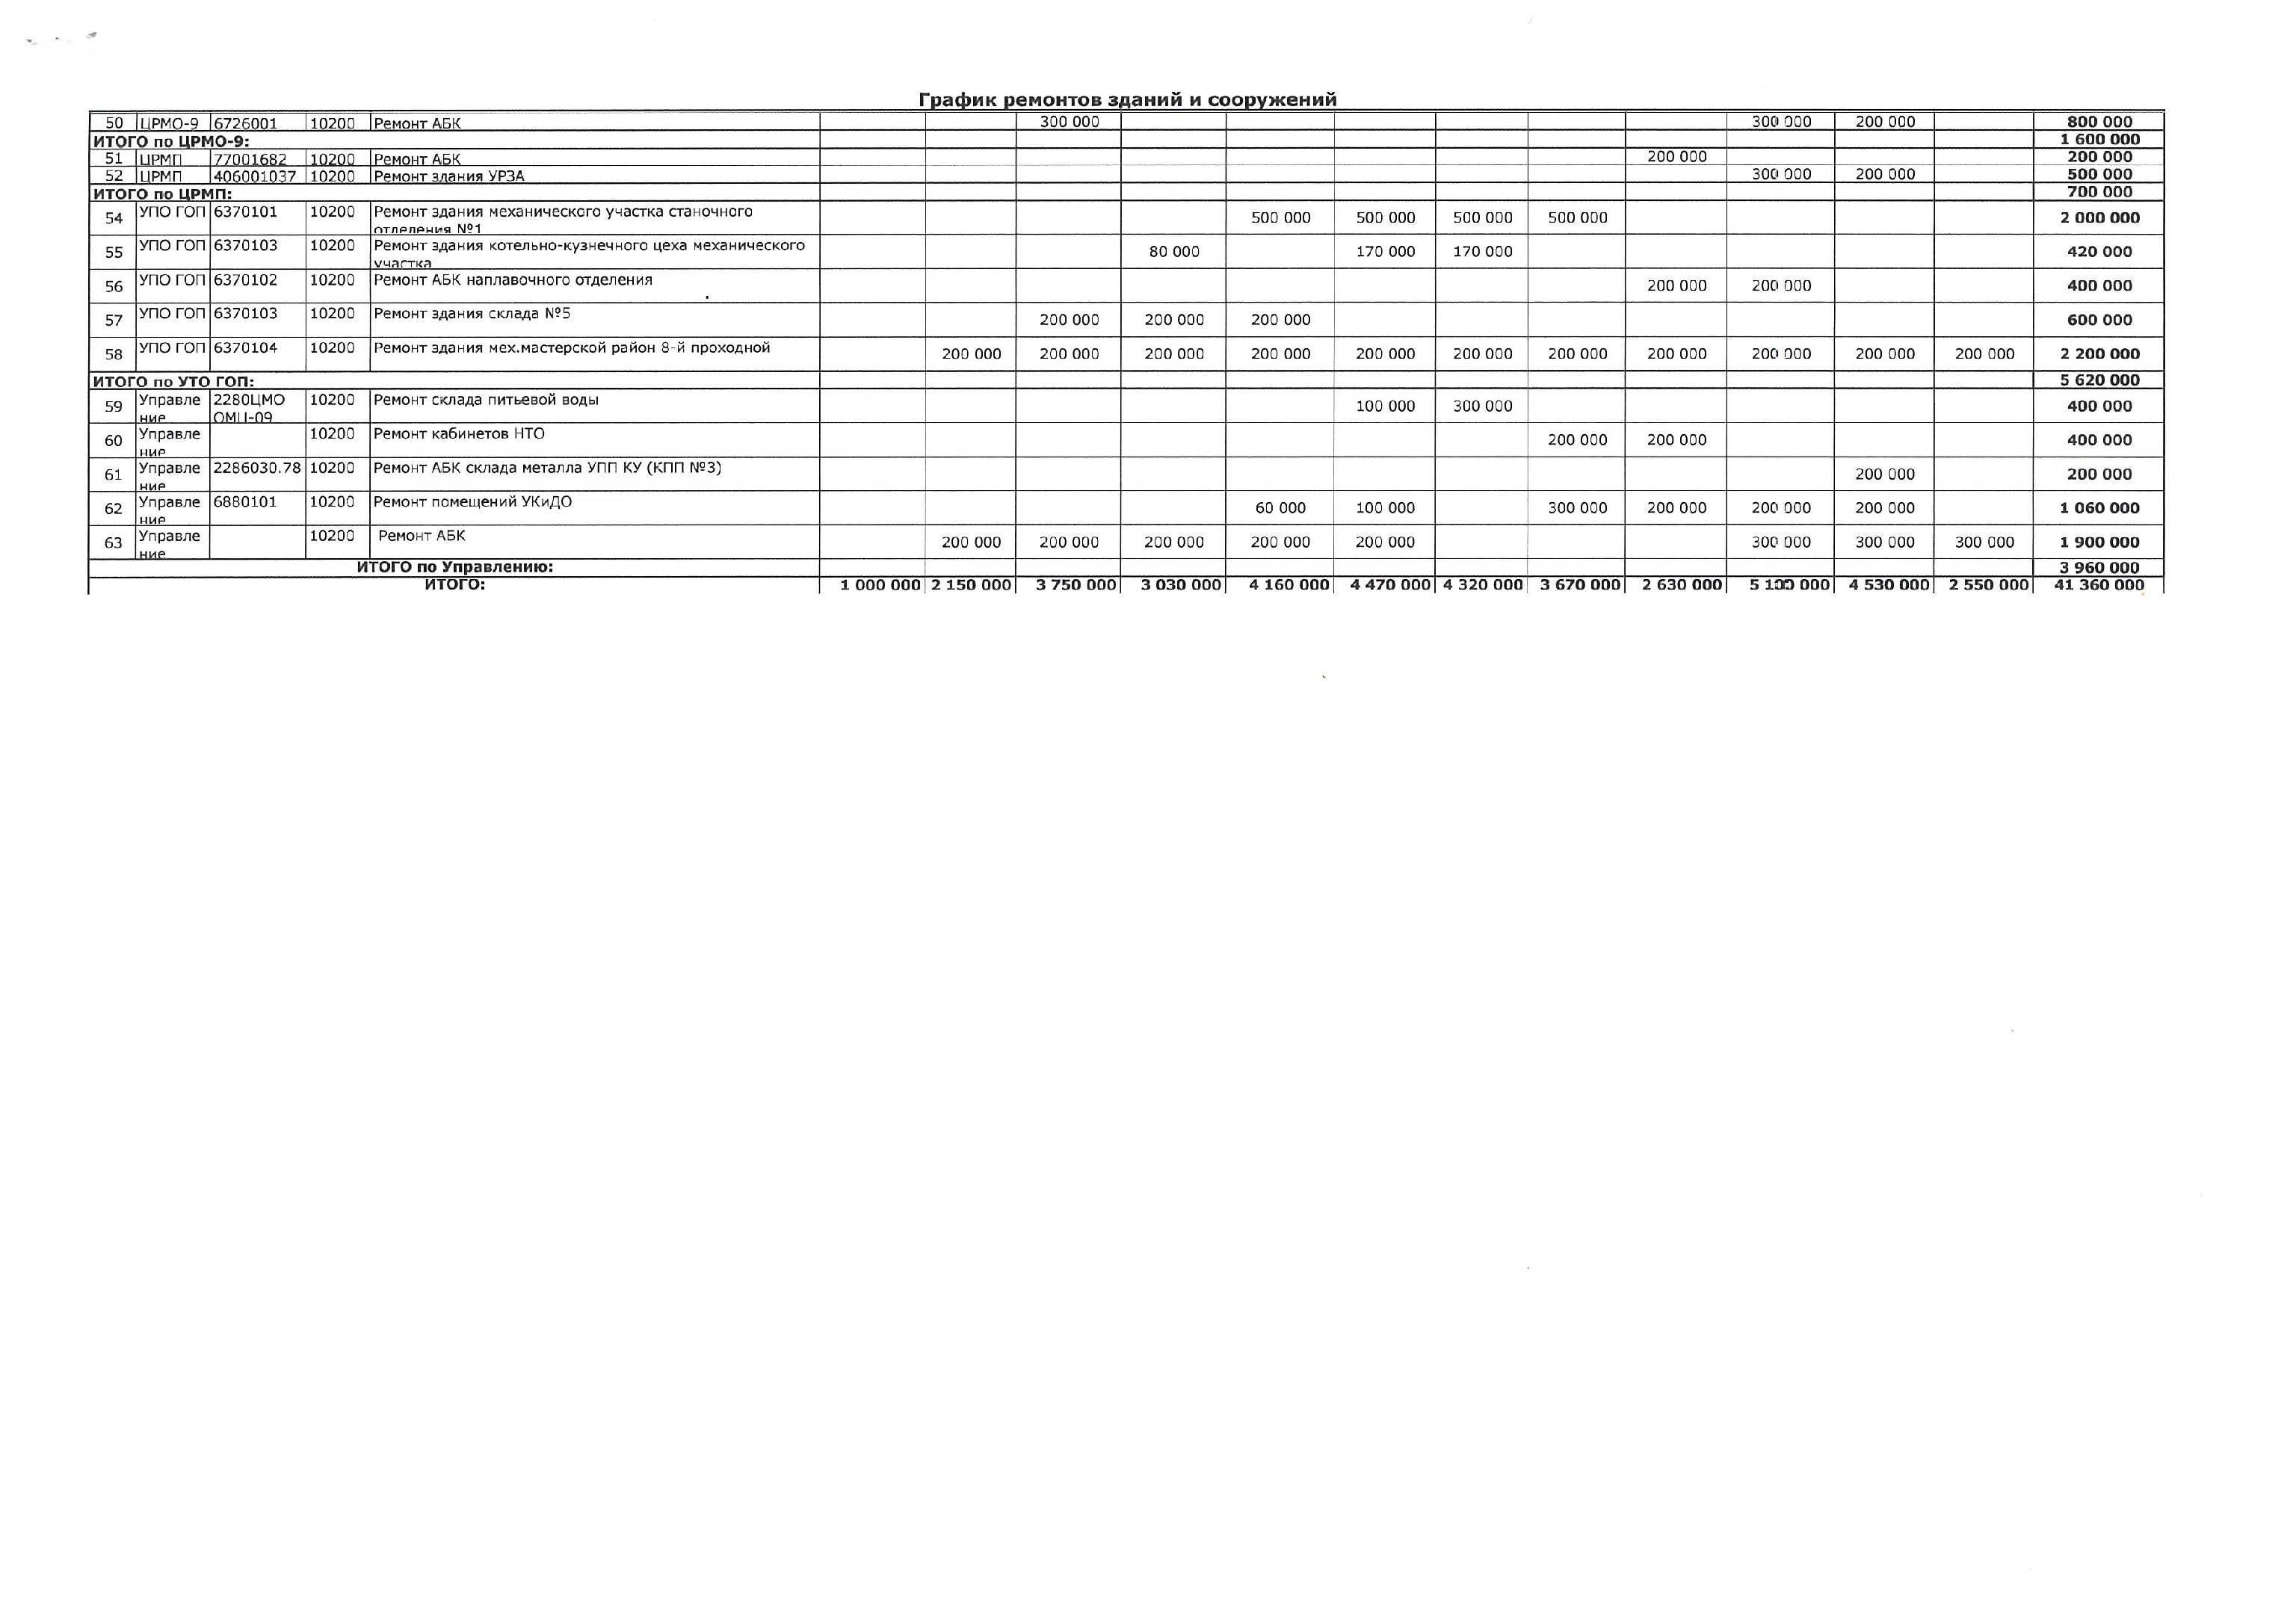 График ремонтов зданий и сооружений
50 ЦРМО-9 6726001 10200 Ремонт АБК 300 000 300 000 200 000 800 000
ИТОГО по ЦРМО-9: 1 600 000
51 ЦРМП 77001682 10200 Ремонт АБК 200 000 200 000
52 ЦРМП 406001037 10200 Ремонт здания УРЗА 300 000 200 000 500 000
ИТОГО по ЦРМП: 700 000
54 УПО ГОП 6370101 10200 Ремонт здания механического участка станочного 500 000 500 000 500 000 500 000 2 000 000
отделения №1
55 УПО ГОП 6370103 10200 Ремонт здания котельно-кузнечного цеха механического 80 000 170 000 170 000 420 000
участка
56 УПО ГОП 6370102 10200 Ремонт АБК наплавочного отделения 200 000 200 000 400 000
57 УПО ГОП 6370103 10200 Ремонт здания склада №5 200 000 200 000 200 000 600 000
58 УПО ГОП 6370104 10200 Ремонт здания мех.мастерской район 8-й проходной 200 000 200 000 200 000 200 000 200 000 200 000 200 000 200 000 200 000 200 000 200 000 2 200 000
ИТОГО по УТО ГОП: 5 620 000
59 Управле 2280ЦМО 10200 Ремонт склада питьевой воды 100 000 300 000 400 000
ние ОМЦ-09
60 Управле 10200 Ремонт кабинетов НТО 200 000 200 000 400 000
ние
61 Управле 2286030.78 10200 Ремонт АБК склада металла УПП КУ (КПП №3) 200 000 200 000
ние
62 Управле 6880101 10200 Ремонт помещений УКиДО 60 000 100 000 300 000 200 000 200 000 200 000 1 060 000
ние
63 Управле 10200 Ремонт АБК 200 000 200 000 200 000 200 000 200 000 300 000 300 000 300 000 1 900 000
ние
ИТОГО по Управлению: 3 960 000
ИТОГО: 1 000 000 2 150 000 3 750 000 3 030 000 4 160 000 4 470 000 4 320 000 3 670 000 2 630 000 5 100 000 4 530 000 2 550 000 41 360 000